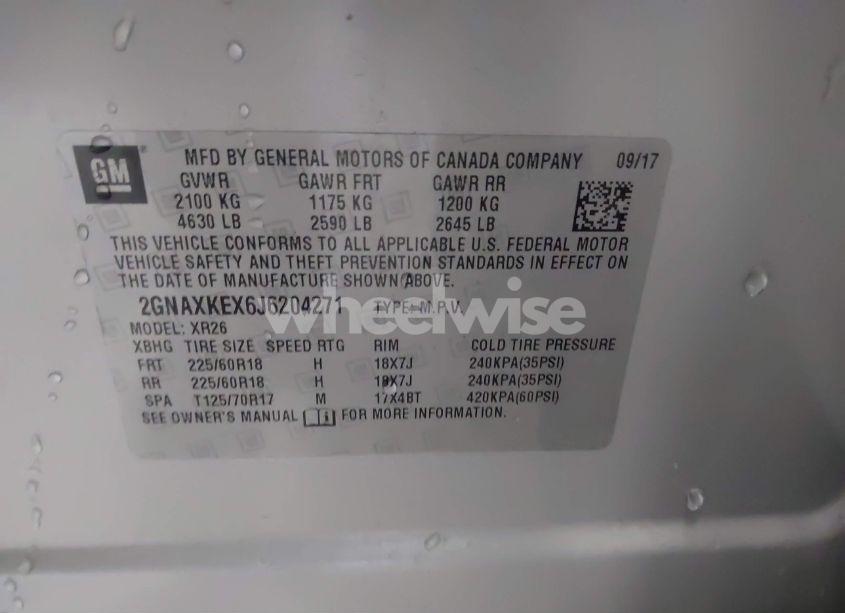 GM
MFD BY GENERAL MOTORS OF CANADA COMPANY 09/17
GVWR GAWR FRT GAWR RR
2100 KG 1175 KG 1200 KG
4630 LB 2590 LB 2645 LB
THIS VEHICLE CONFORMS TO ALL APPLICABLE U.S. FEDERAL MOTOR
VEHICLE SAFETY AND THEFT PREVENTION STANDARDS IN EFFECT ON
THE DATE OF MANUFACTURE SHOWN ABOVE.
2GNAXKEX6J6204271 TYPE: M.P.V.
wheelwise
MODEL: XR26
XBHG TIRE SIZE SPEED RTG RIM COLD TIRE PRESSURE
FRT 225/60R18 H 18X7J 240KPA(35PSI)
RR 225/60R18 H 18X7J 240KPA(35PSI)
SPA T125/70R17 M 17X4BT 420KPA(60PSI)
SEE OWNER'S MANUAL FOR MORE INFORMATION.